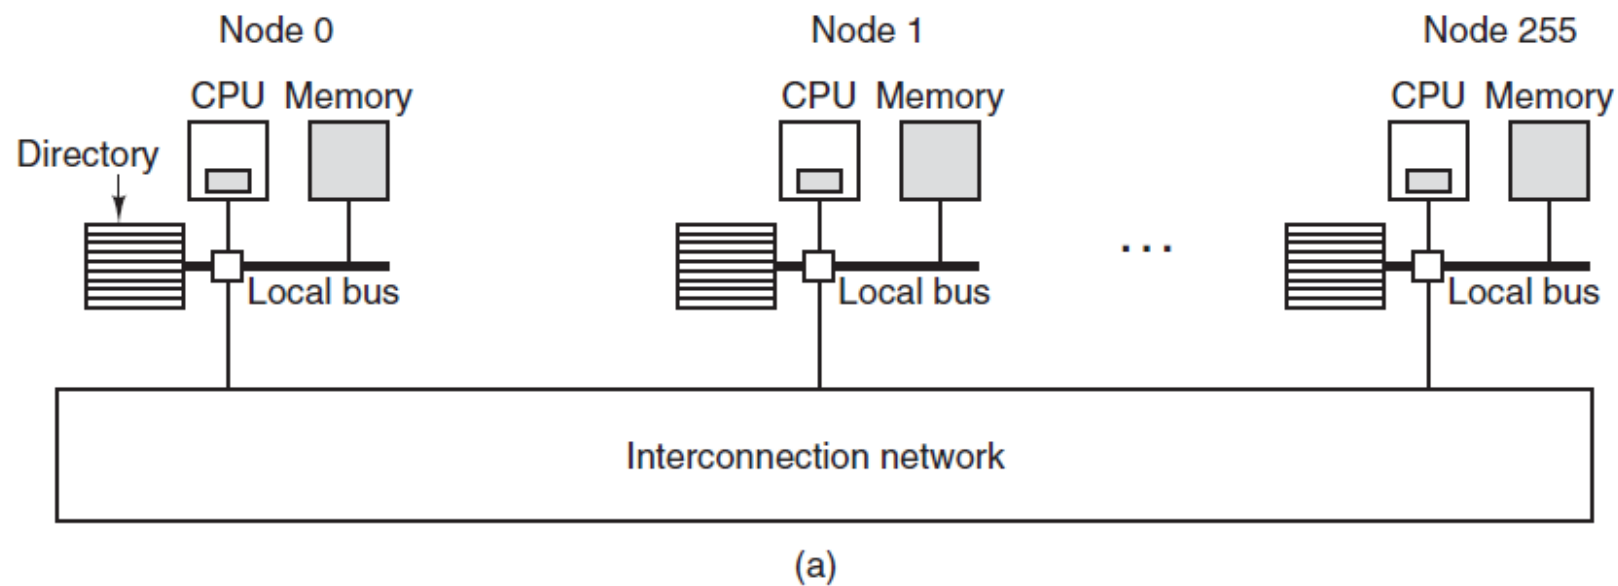 Node 0
Node 1
Node 255
CPU Memory
CPU Memory
CPU Memory
Directory
...
Local bus
Local bus
Local bus
Interconnection network
(a)